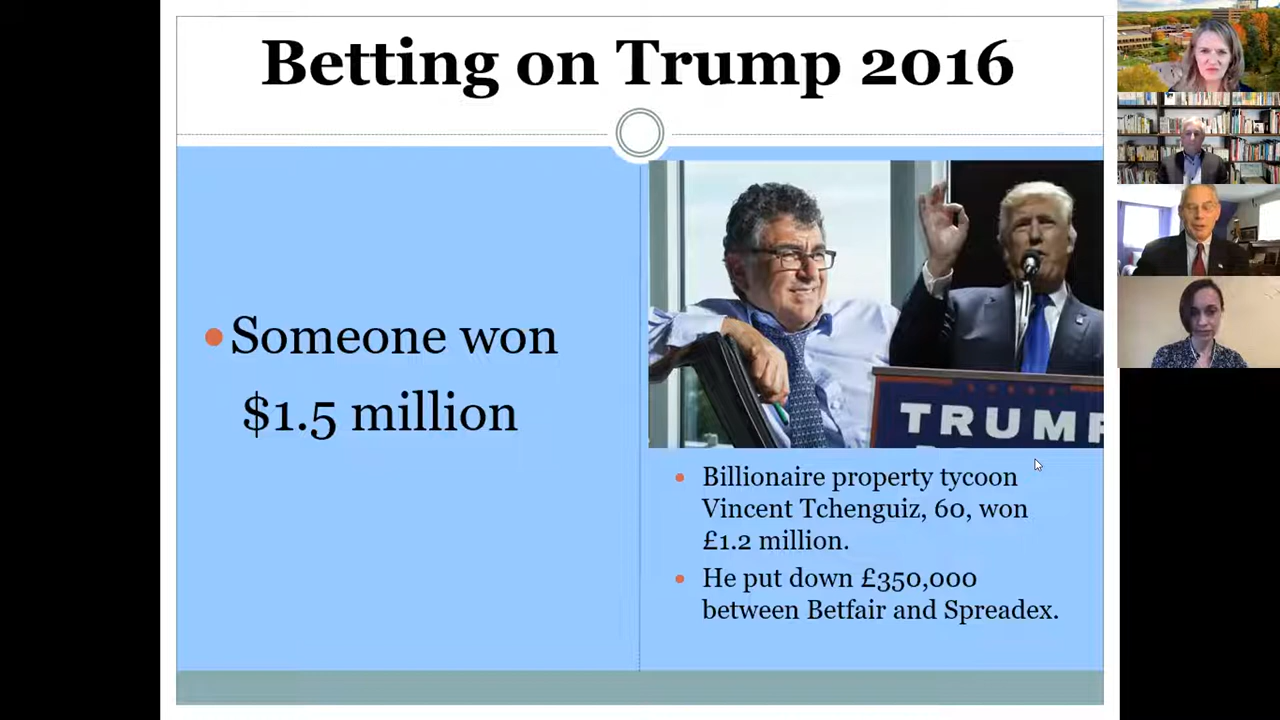 Betting on Trump 2016
Someone won
$1.5 million
TRUMP
Billionaire property tycoon
Vincent Tchenguiz, 60, won
£1.2 million.
He put down £350,000
between Betfair and Spreadex.